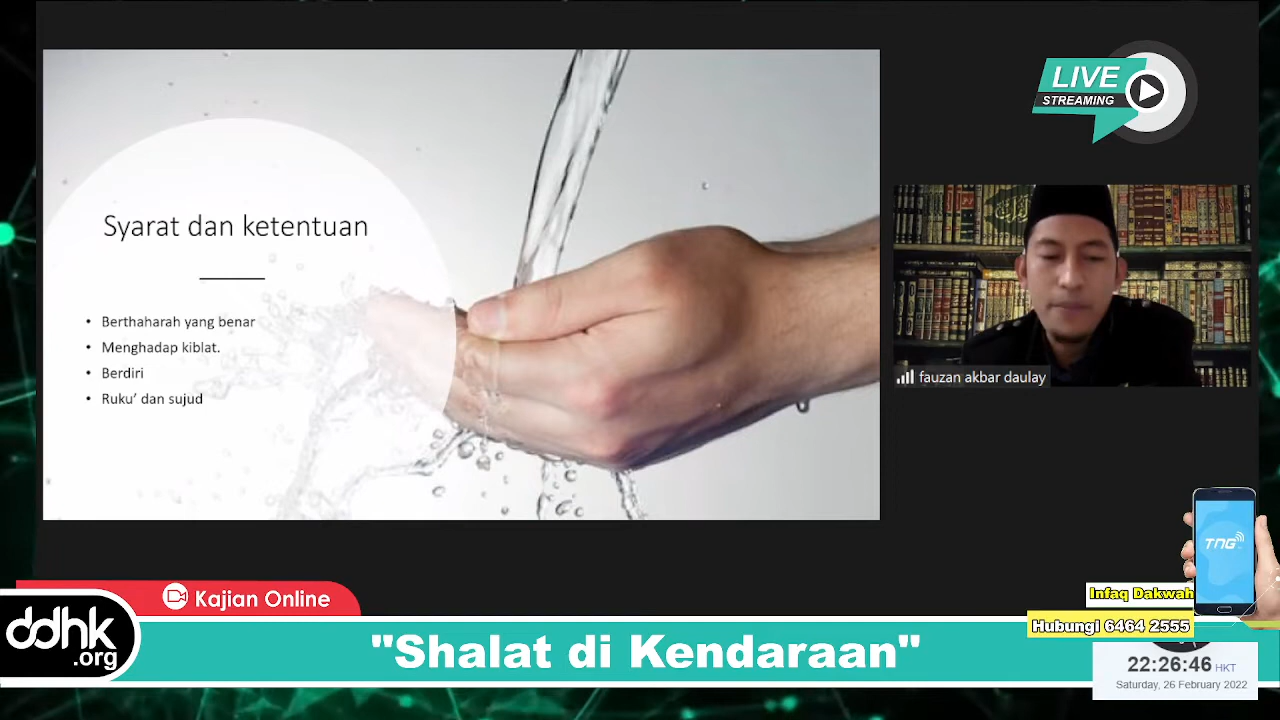 LIVE
STREAMING
Syarat dan ketentuan
• Berthaharah yang benar
• Menghadap kiblat.
• Berdiri
• Ruku’ dan sujud
fauzan akbar daulay
TNG
Kajian Online
Infaq Dakwah
Hubungi 6464 2555
ddhk
.org
"Shalat di Kendaraan"
22:26:46 HKT
Saturday, 26 February 2022